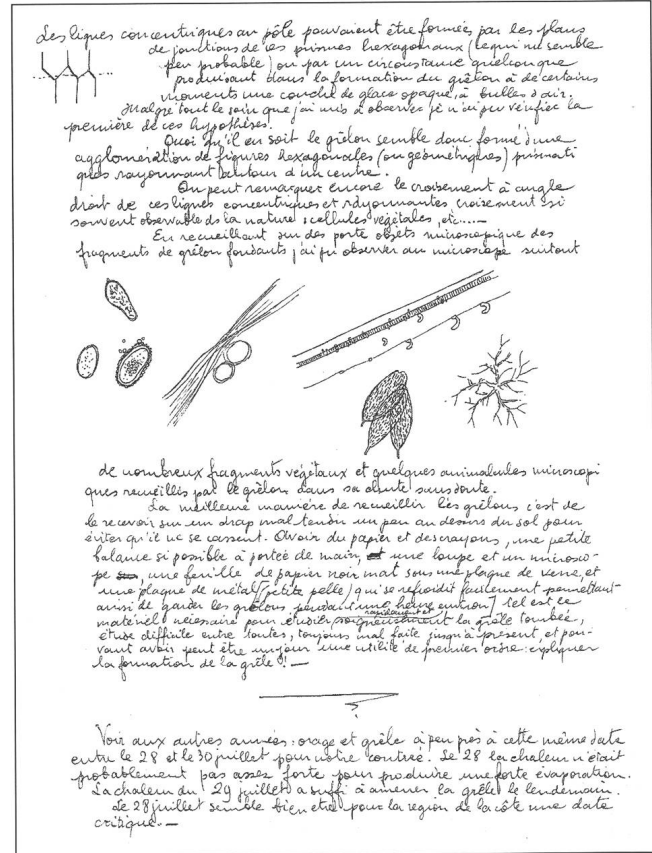 Les lignes concentriques au pôle pouvaient être formées par les plans
de jonctions de ces prismes hexagonaux (ce qui me semble
peu probable) ou par un circonstance quelconque
produisant dans la formation du grêlon à de certains
moments une couche de glace opaque à bulles d'air.
Malgré tout le soin que j'ai mis à observer je n'ai pu vérifier la
première de ces hypothèses.
Quoi qu'il en soit le grêlon semble donc formé d'une
agglomération de figures hexagonales (ou géométriques) prismati
ques rayonnant autour d'un centre.
On peut remarquer encore le croisement à angle
droit de ces lignes concentriques et rayonnantes croisement si
souvent observable ds la nature : cellules végétales, etc.... —
En recueillant sur des porte objets microscopique des
fragments de grêlon fondants j'ai pu observer au microscope surtout
de nombreux fragments végétaux et quelques animalcules microscopi
ques recueillis par le grêlon dans sa chute sans doute.
La meilleure manière de recueillir les grêlons c'est de
le recevoir sur un drap mal tendu un peu au dessus du sol pour
éviter qu'il ne se cassent. Avoir du papier et des crayons, une petite
balance si possible à portée de main, une loupe et un microsco-
pe, une feuille de papier noir mat sous une plaque de verre, et
une plaque de métal (petite pelle) qui se refroidit facilement permettant
ainsi de garder les grêlons pendant une heure environ) tel est ce
matériel nécessaire pour étudier rapidement et soigneusement la grêle tombée,
étude difficile entre toutes, toujours mal faite jusqu'à présent, et pou-
vant avoir peut être un jour une utilité de premier ordre : expliquer
la formation de la grêle !! —
Voir aux autres années : orage et grêle à peu près à cette même date
entre le 28 et le 30 juillet pour notre contrée. Le 28 la chaleur n'était
probablement pas assez forte pour produire une forte évaporation.
La chaleur du 29 juillet a suffi à amener la grêle le lendemain.
Le 28 juillet semble bien être pour la région de la côte une date
critique. —